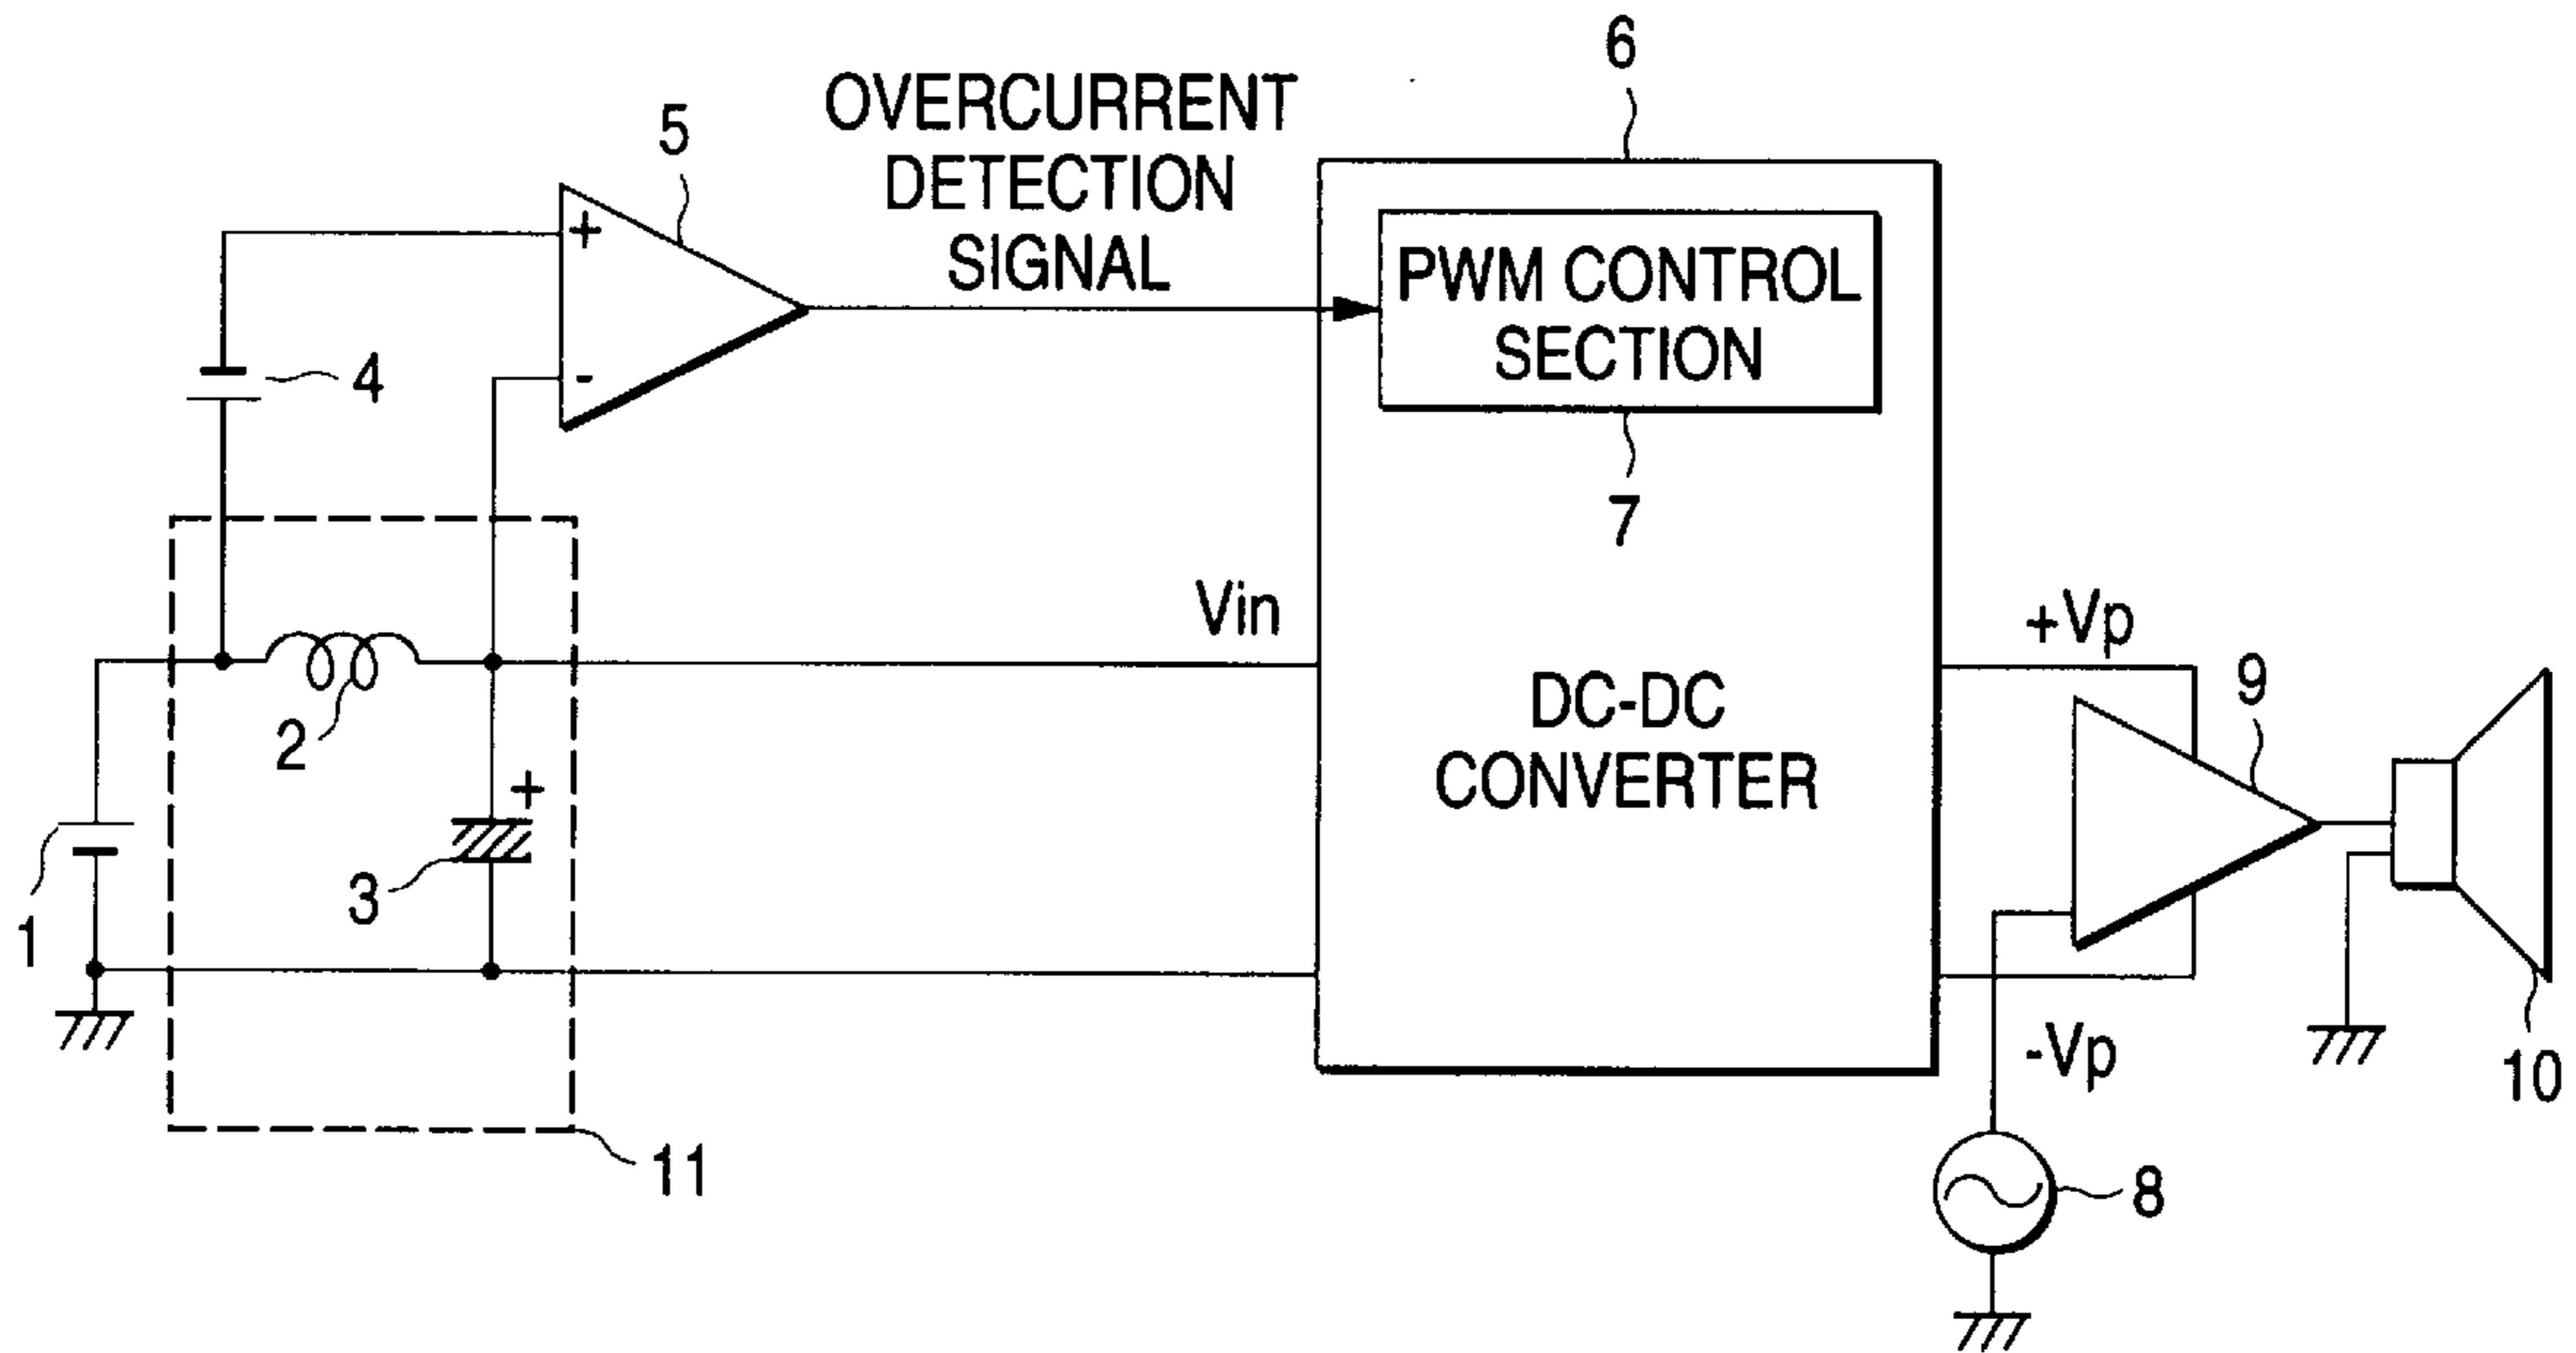 6
OVERCURRENT
DETECTION
SIGNAL
5
+
-
PWM CONTROL
SECTION
4
7
Vin
+Vp
DC-DC
CONVERTER
9
2
+
3
1
-Vp
10
11
8